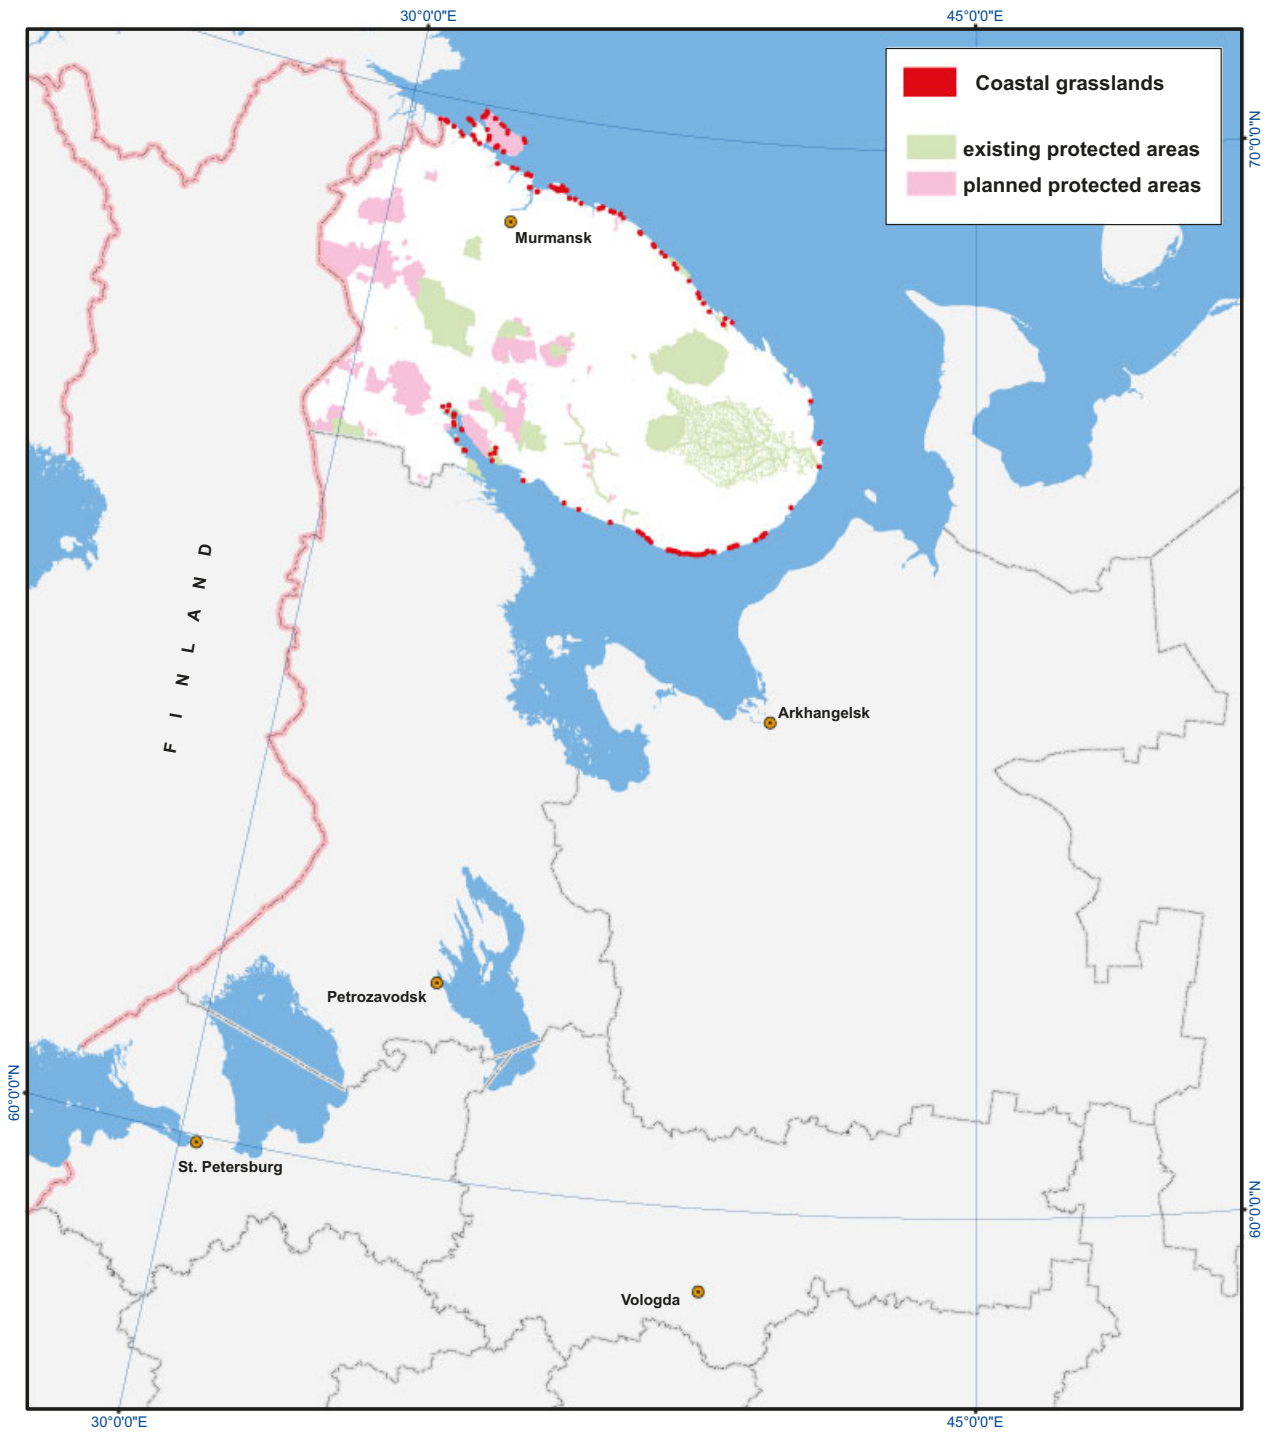 30°0'0"E
45°0'0"E
Coastal grasslands
existing protected areas
planned protected areas
70°0'0"N
Murmansk
FINLAND
Arkhangelsk
Petrozavodsk
60°0'0"N
St. Petersburg
60°0'0"N
Vologda
30°0'0"E
45°0'0"E